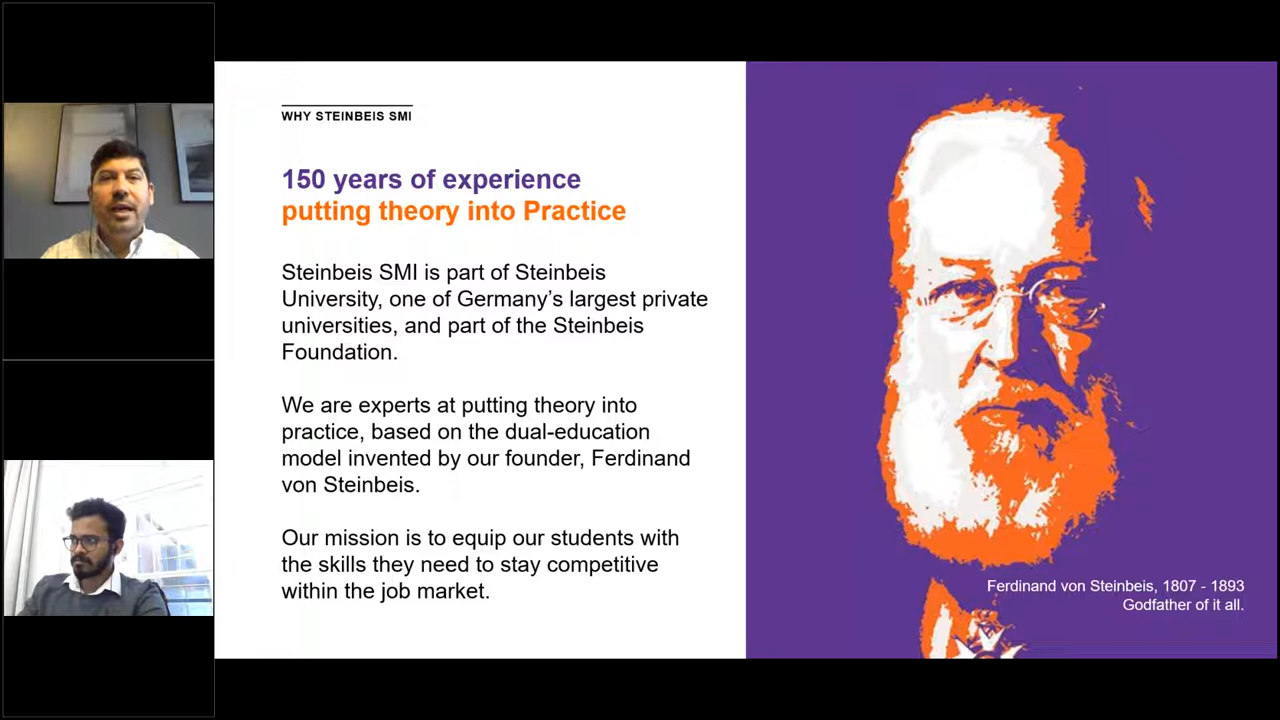 WHY STEINBEIS SMI
150 years of experience
putting theory into Practice
Steinbeis SMI is part of Steinbeis
University, one of Germany’s largest private
universities, and part of the Steinbeis
Foundation.
We are experts at putting theory into
practice, based on the dual-education
model invented by our founder, Ferdinand
von Steinbeis.
Our mission is to equip our students with
the skills they need to stay competitive
within the job market.
Ferdinand von Steinbeis, 1807 - 1893
Godfather of it all.